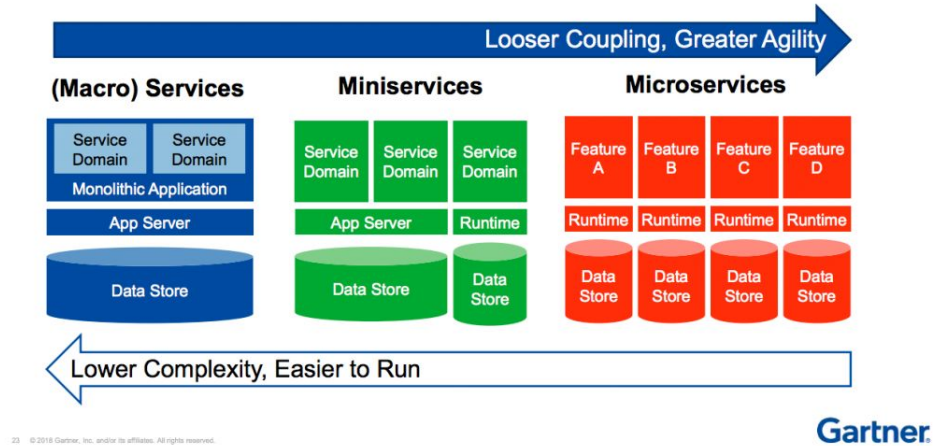 Looser Coupling, Greater Agility
(Macro) Services
Service
Domain
Service
Domain
Monolithic Application
App Server
Data Store
Miniservices
Service
Domain
Service
Domain
Service
Domain
App Server
Runtime
Data Store
Data
Store
Microservices
Feature
A
Feature
B
Feature
C
Feature
D
Runtime
Runtime
Runtime
Runtime
Data
Store
Data
Store
Data
Store
Data
Store
Lower Complexity, Easier to Run
23 © 2018 Gartner, Inc. and/or its affiliates. All rights reserved.
Gartner